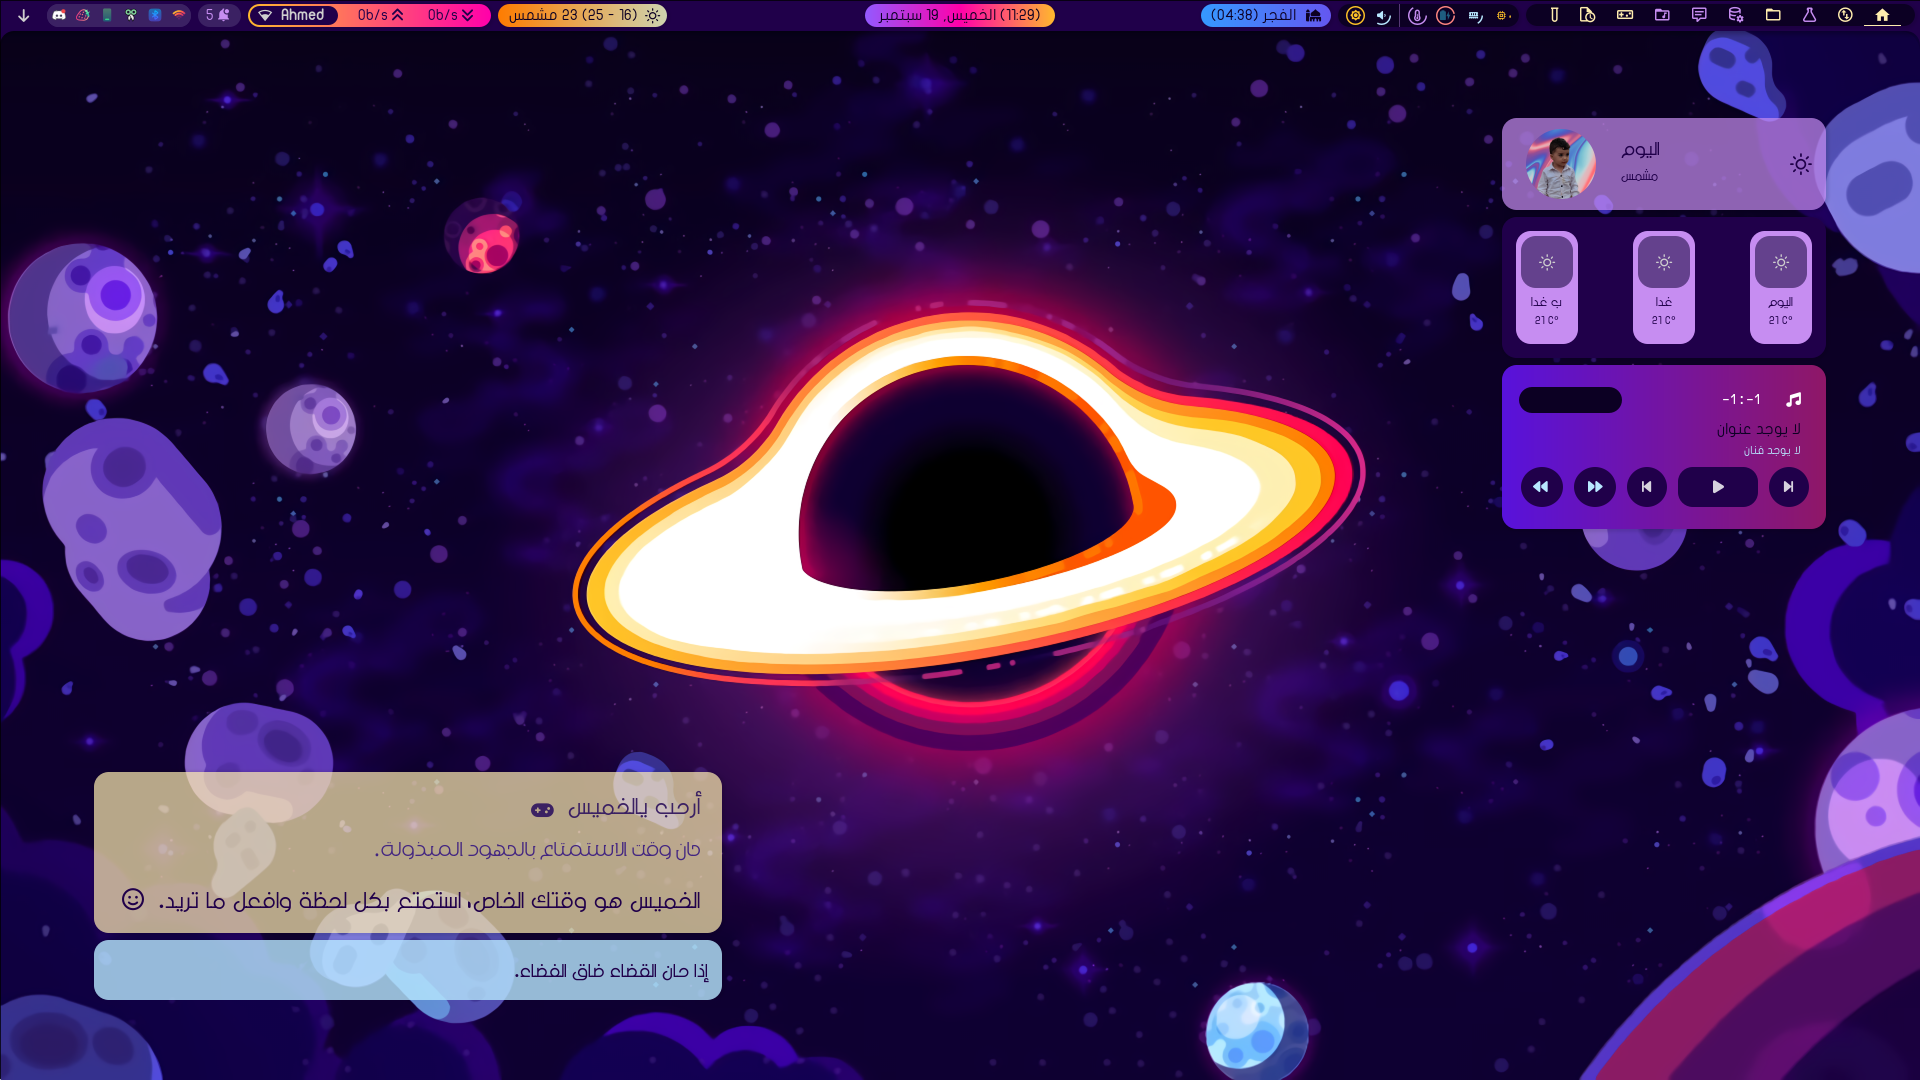 الفجر (04:38)
(11:29) الخميس, 19 سبتمبر
(16 - 25) 23 مشمس
0b/s 0b/s Ahmed
5
اليوم
مشمس
اليوم
21 C°
غدا
21 C°
ب غدا
21 C°
-1:-1
لا يوجد عنوان
لا يوجد فنان
أرحب يالخميس
حان وقت الاستمتاع بالجهود المبذولة.
الخميس هو وقتك الخاص، استمتع بكل لحظة وافعل ما تريد.
إذا حان القضاء ضاق الفضاء.